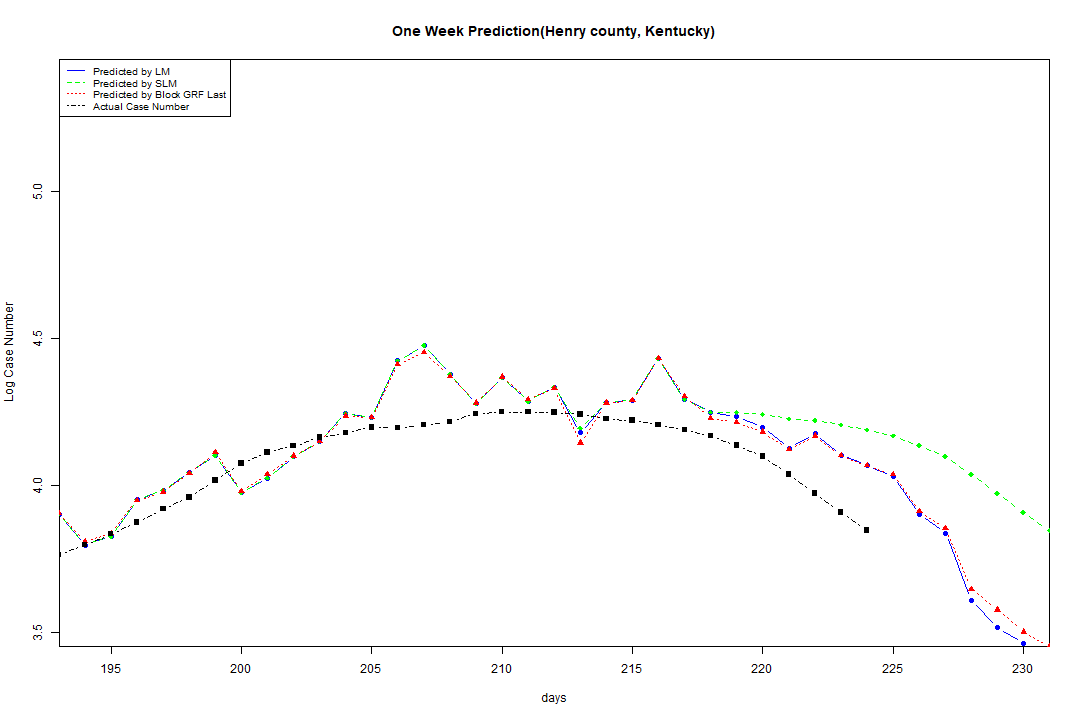 One Week Prediction(Henry county, Kentucky)
Predicted by LM
Predicted by SLM
Predicted by Block GRF Last
Actual Case Number
Log Case Number
5.0
4.5
4.0
3.5
195 200 205 210 215 220 225 230
days